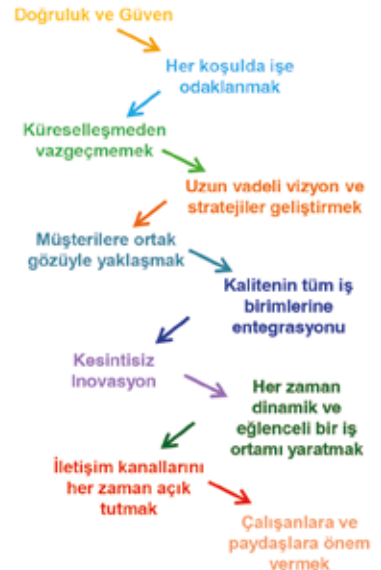 Doğruluk ve Güven
Her koşulda işe
odaklanmak
Küreselleşmeden
vazgeçmemek
Uzun vadeli vizyon ve
stratejiler geliştirmek
Müşterilere ortak
gözüyle yaklaşmak
Kalitenin tüm iş
birimlerine
entegrasyonu
Kesintisiz
Inovasyon
Her zaman
dinamik ve
eğlenceli bir iş
ortamı yaratmak
İletişim kanallarını
her zaman açık
tutmak
Çalışanlara ve
paydaşlara önem
vermek